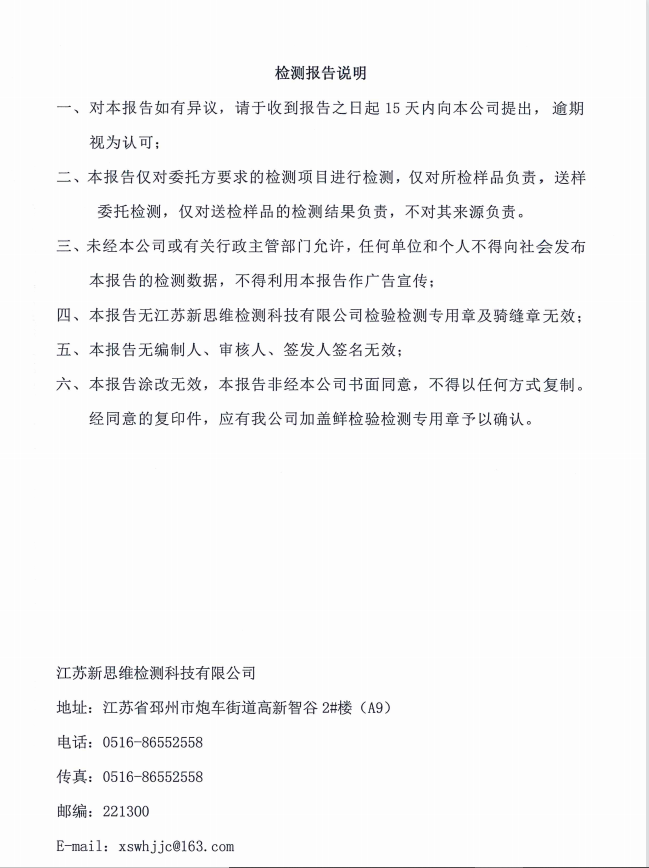 检测报告说明
一、对本报告如有异议，请于收到报告之日起 15 天内向本公司提出，逾期
视为认可；
二、本报告仅对委托方要求的检测项目进行检测，仅对所检样品负责，送样
委托检测，仅对送检样品的检测结果负责，不对其来源负责。
三、未经本公司或有关行政主管部门允许，任何单位和个人不得向社会发布
本报告的检测数据，不得利用本报告作广告宣传；
四、本报告无江苏新思维检测科技有限公司检验检测专用章及骑缝章无效；
五、本报告无编制人、审核人、签发人签名无效；
六、本报告涂改无效，本报告非经本公司书面同意，不得以任何方式复制。
经同意的复印件，应有我公司加盖鲜检验检测专用章予以确认。
江苏新思维检测科技有限公司
地址：江苏省邳州市炮车街道高新智谷 2#楼（A9）
电话：0516-86552558
传真：0516-86552558
邮编：221300
E-mail：xswhjjc@163.com